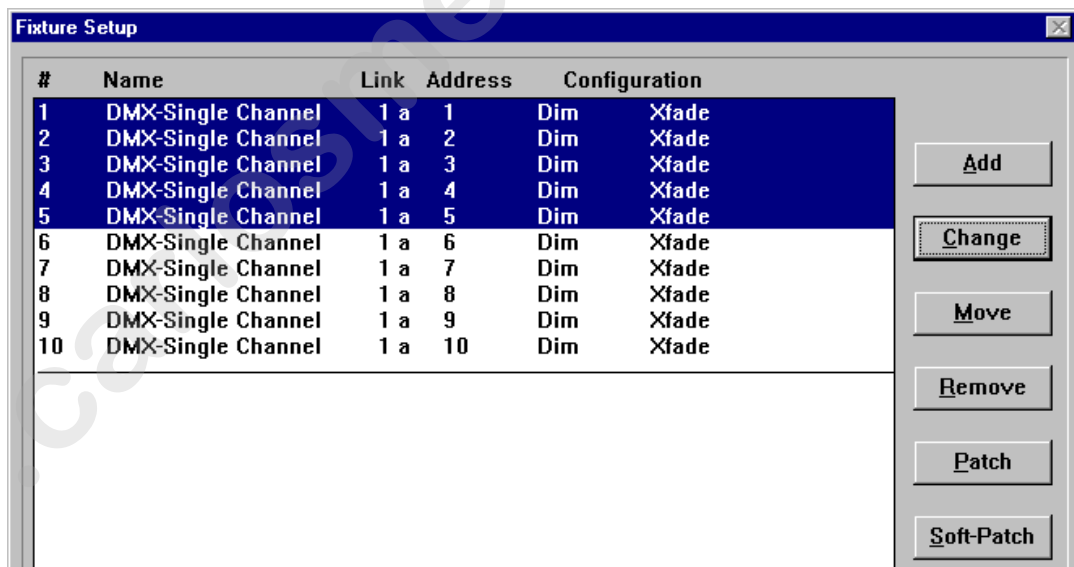 Fixture Setup
# Name Link Address Configuration
1 DMX-Single Channel 1 a 1 Dim Xfade
2 DMX-Single Channel 1 a 2 Dim Xfade
3 DMX-Single Channel 1 a 3 Dim Xfade
4 DMX-Single Channel 1 a 4 Dim Xfade
5 DMX-Single Channel 1 a 5 Dim Xfade
6 DMX-Single Channel 1 a 6 Dim Xfade
7 DMX-Single Channel 1 a 7 Dim Xfade
8 DMX-Single Channel 1 a 8 Dim Xfade
9 DMX-Single Channel 1 a 9 Dim Xfade
10 DMX-Single Channel 1 a 10 Dim Xfade
Add
Change
Move
Remove
Patch
Soft-Patch
.carlosme